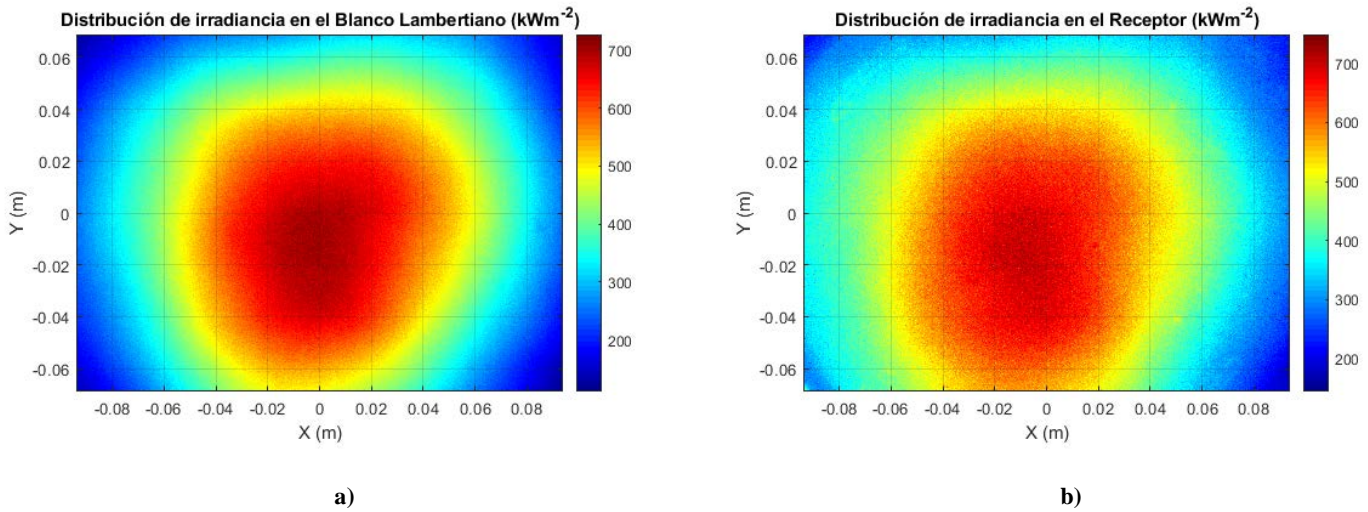 Distribución de irradiancia en el Blanco Lambertiano (kWm-2)
0.06
0.04
0.02
0
-0.02
-0.04
-0.06
Y (m)
-0.08 -0.06 -0.04 -0.02 0 0.02 0.04 0.06 0.08
X (m)
700
600
500
400
300
200
a)
Distribución de irradiancia en el Receptor (kWm-2)
0.06
0.04
0.02
0
-0.02
-0.04
-0.06
Y (m)
-0.08 -0.06 -0.04 -0.02 0 0.02 0.04 0.06 0.08
X (m)
700
600
500
400
300
200
b)